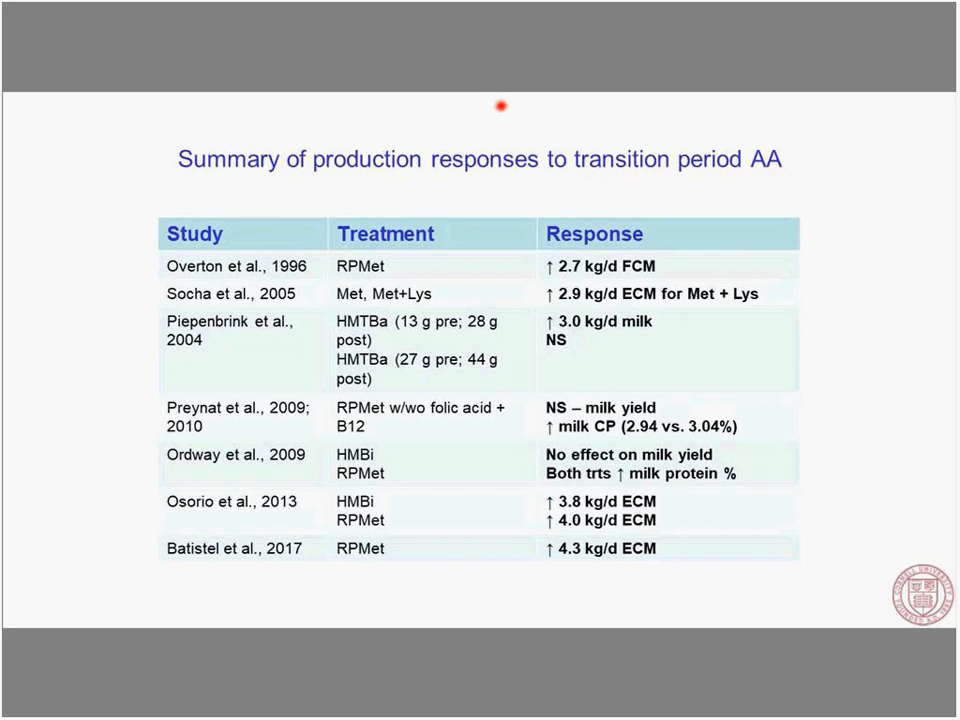 Summary of production responses to transition period AA
Study Treatment Response
Overton et al., 1996 RPMet ↑ 2.7 kg/d FCM
Socha et al., 2005 Met, Met+Lys ↑ 2.9 kg/d ECM for Met + Lys
Piepenbrink et al., HMTBa (13 g pre; 28 g ↑ 3.0 kg/d milk
2004 post) NS
HMTBa (27 g pre; 44 g
post)
Preynat et al., 2009; RPMet w/wo folic acid + NS – milk yield
2010 B12 ↑ milk CP (2.94 vs. 3.04%)
Ordway et al., 2009 HMBi No effect on milk yield
RPMet Both trts ↑ milk protein %
Osorio et al., 2013 HMBi ↑ 3.8 kg/d ECM
RPMet ↑ 4.0 kg/d ECM
Batistel et al., 2017 RPMet ↑ 4.3 kg/d ECM
CORNELL UNIVERSITY
FOUNDED A.D. 1865